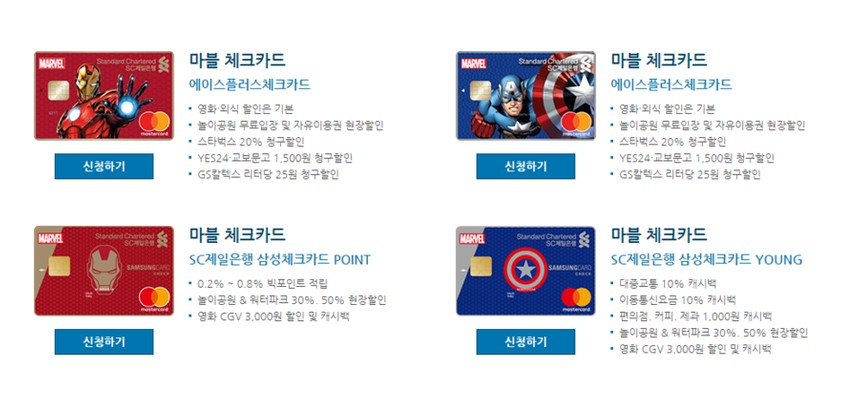 MARVEL
Standard Chartered
SC제일은행
mastercard
신청하기
마블 체크카드
에이스플러스체크카드
영화·외식 할인은 기본
놀이공원 무료입장 및 자유이용권 현장할인
스타벅스 20% 청구할인
YES24·교보문고 1,500원 청구할인
GS칼텍스 리터당 25원 청구할인
MARVEL
Standard Chartered
SC제일은행
mastercard
신청하기
마블 체크카드
에이스플러스체크카드
영화·외식 할인은 기본
놀이공원 무료입장 및 자유이용권 현장할인
스타벅스 20% 청구할인
YES24·교보문고 1,500원 청구할인
GS칼텍스 리터당 25원 청구할인
MARVEL
Standard Chartered
SC제일은행
SAMSUNG CARD
CHECK
mastercard
신청하기
마블 체크카드
SC제일은행 삼성체크카드 POINT
0.2% ~ 0.8% 빅포인트 적립
놀이공원 & 워터파크 30%. 50% 현장할인
영화 CGV 3,000원 할인 및 캐시백
MARVEL
Standard Chartered
SC제일은행
SAMSUNG CARD
CHECK
mastercard
신청하기
마블 체크카드
SC제일은행 삼성체크카드 YOUNG
대중교통 10% 캐시백
이동통신요금 10% 캐시백
편의점. 커피. 제과 1,000원 캐시백
놀이공원 & 워터파크 30%. 50% 현장할인
영화 CGV 3,000원 할인 및 캐시백